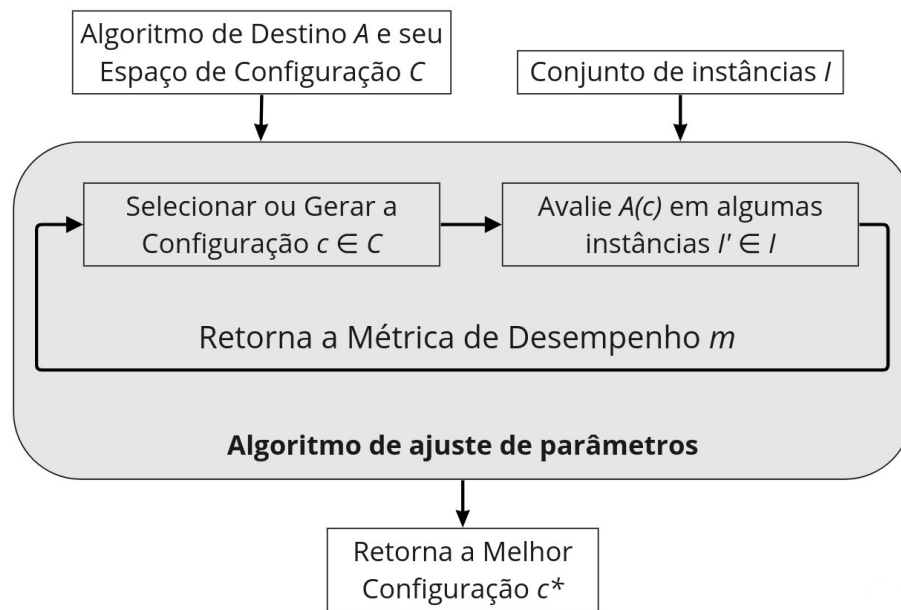 Algoritmo de Destino A e seu
Espaço de Configuração C
Conjunto de instâncias I
Selecionar ou Gerar a
Configuração c ∈ C
Avalie A(c) em algumas
instâncias I' ∈ I
Retorna a Métrica de Desempenho m
Algoritmo de ajuste de parâmetros
Retorna a Melhor
Configuração c*